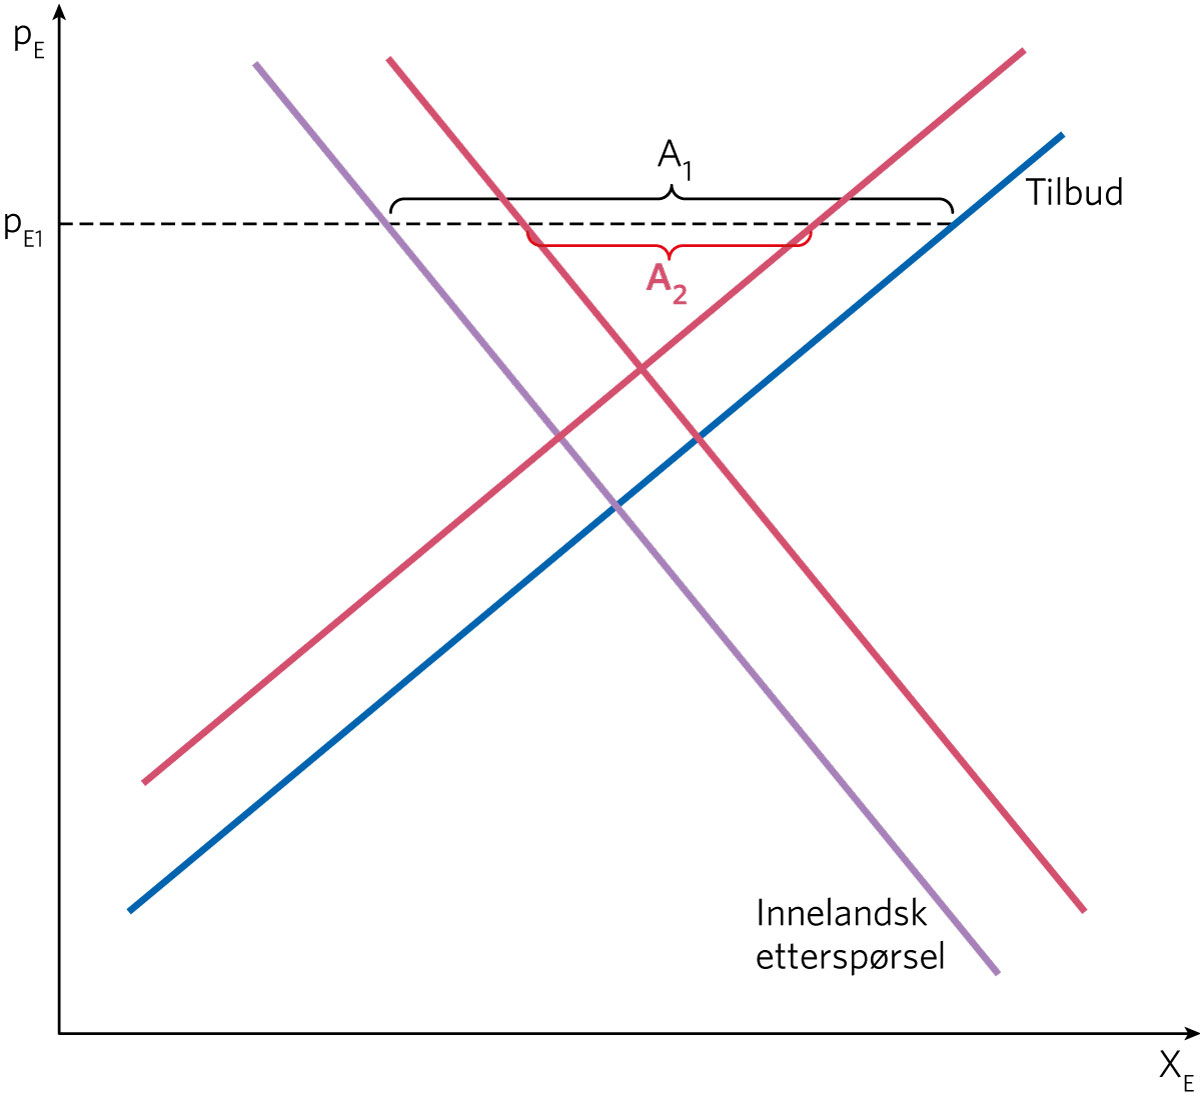 pE
A1
Tilbud
pE1
A2
Innelandsk
etterspørsel
XE